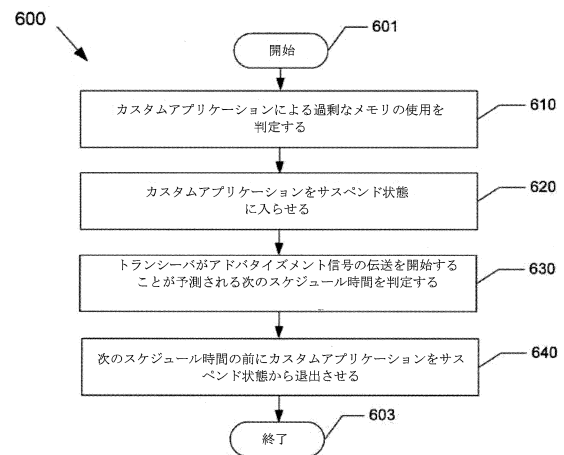 600
開始
601
カスタムアプリケーションによる過剰なメモリの使用を
判定する
610
カスタムアプリケーションをサスペンド状態
に入らせる
620
トランシーバがアドバタイズメント信号の伝送を開始する
ことが予測される次のスケジュール時間を判定する
630
次のスケジュール時間の前にカスタムアプリケーションをサス
ペンド状態から退出させる
640
終了
603